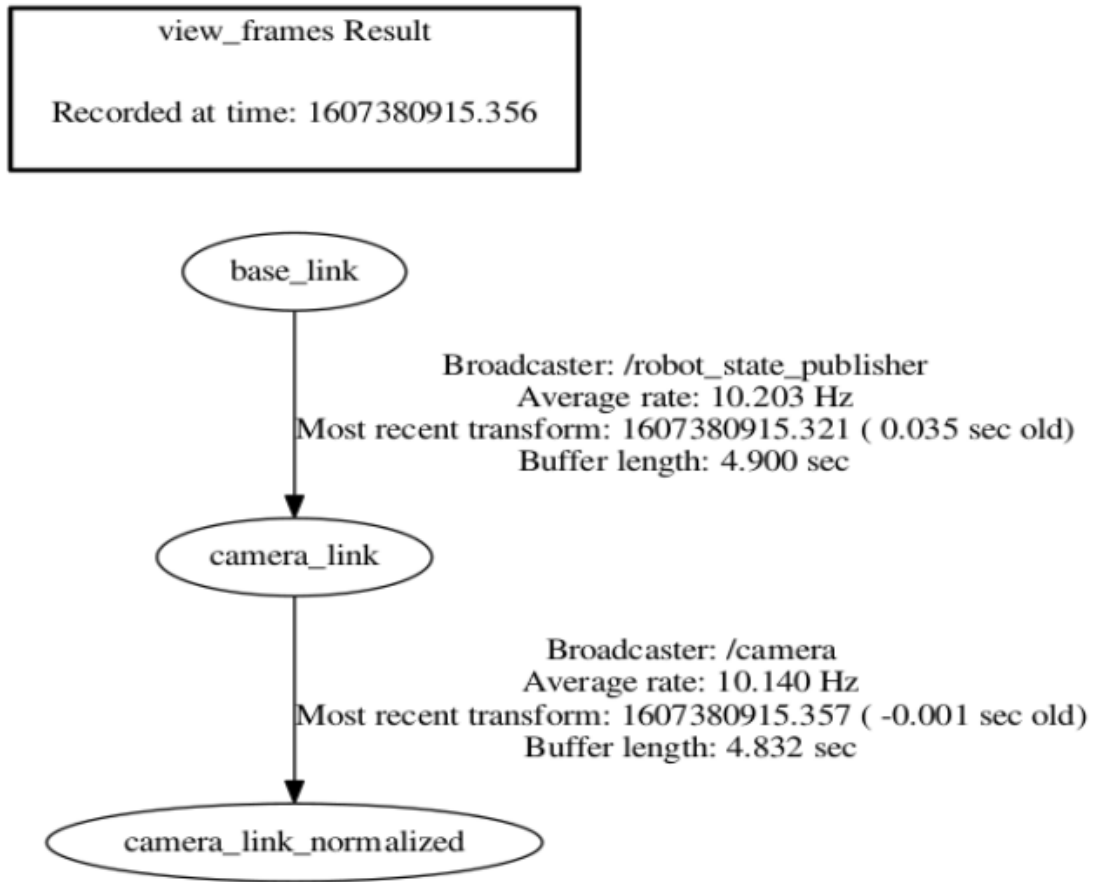 view_frames Result
Recorded at time: 1607380915.356
base_link
Broadcaster: /robot_state_publisher
Average rate: 10.203 Hz
Most recent transform: 1607380915.321 ( 0.035 sec old)
Buffer length: 4.900 sec
camera_link
Broadcaster: /camera
Average rate: 10.140 Hz
Most recent transform: 1607380915.357 ( -0.001 sec old)
Buffer length: 4.832 sec
camera_link_normalized